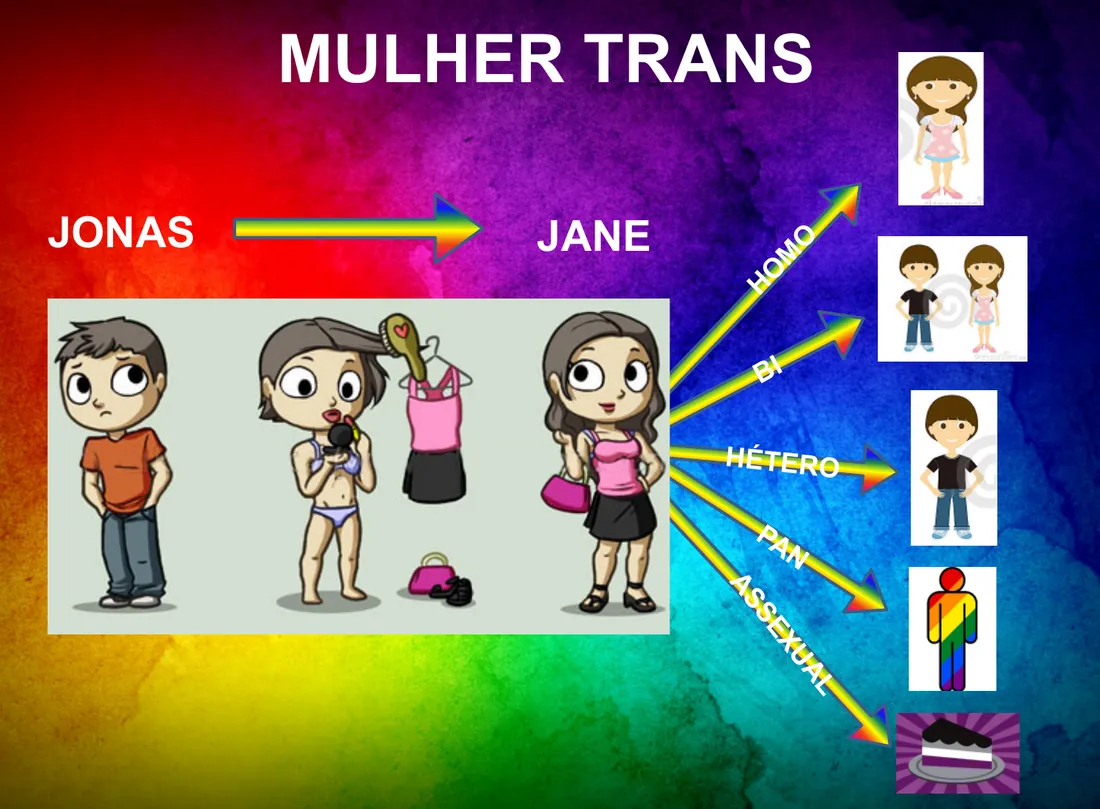 MULHER TRANS
JONAS
JANE
HOMO
BI
HÉTERO
PAN
ASSEXUAL